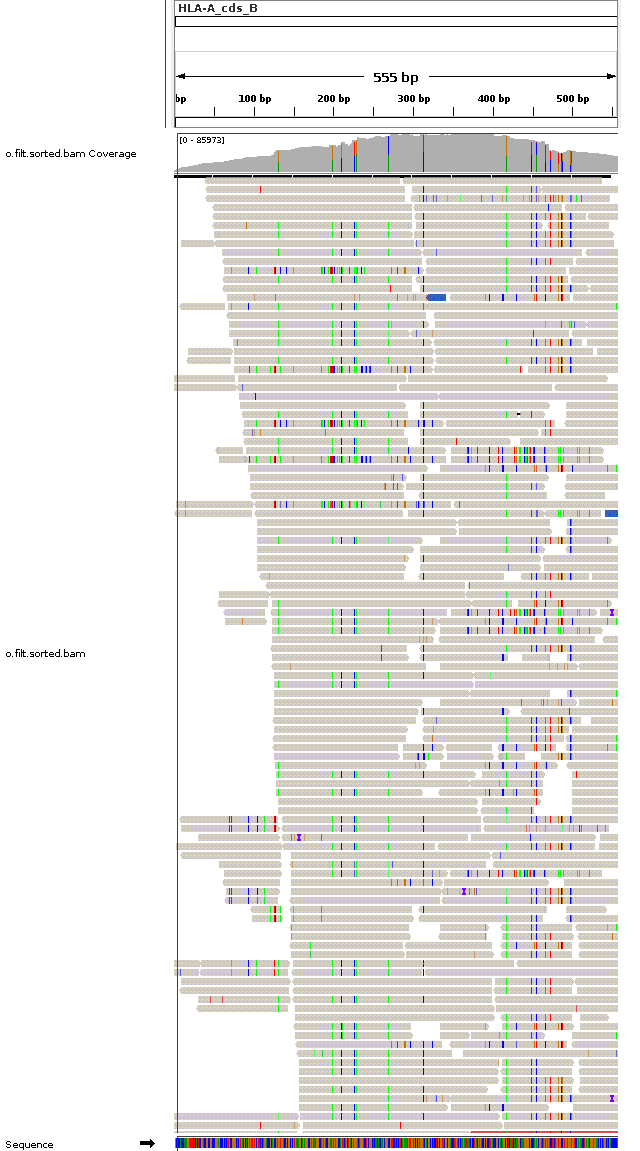 HLA-A_cds_B
555 bp
bp 100 bp 200 bp 300 bp 400 bp 500 bp
[0 - 85973]
o.filt.sorted.bam Coverage
o.filt.sorted.bam
Sequence